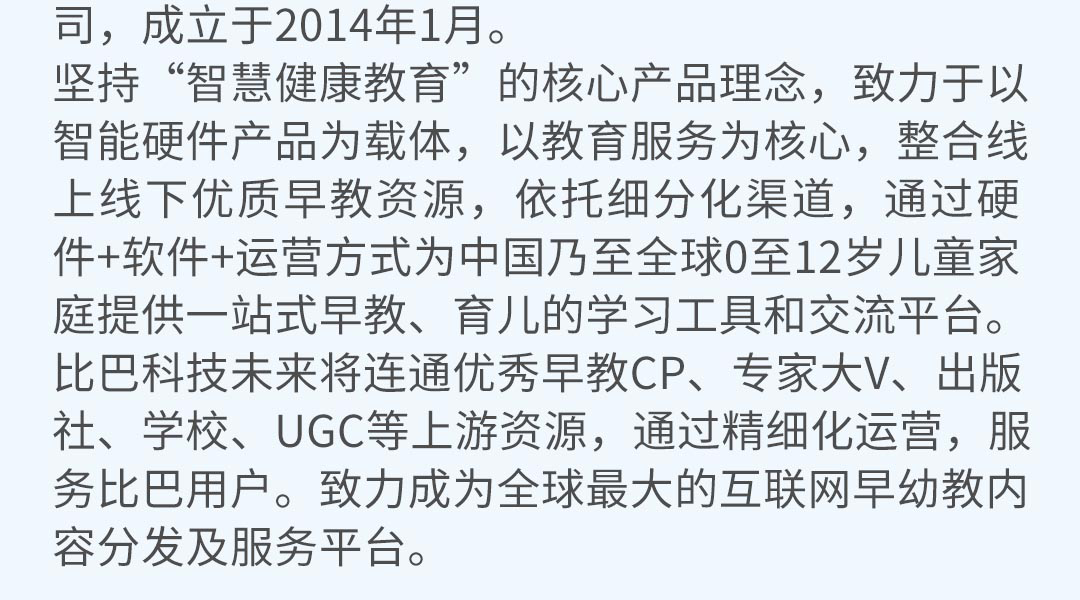 司，成立于2014年1月。
坚持“智慧健康教育”的核心产品理念，致力于以
智能硬件产品为载体，以教育服务为核心，整合线
上线下优质早教资源，依托细分化渠道，通过硬
件+软件+运营方式为中国乃至全球0至12岁儿童家
庭提供一站式早教、育儿的学习工具和交流平台。
比巴科技未来将连通优秀早教CP、专家大V、出版
社、学校、UGC等上游资源，通过精细化运营，服
务比巴用户。致力成为全球最大的互联网早幼教内
容分发及服务平台。